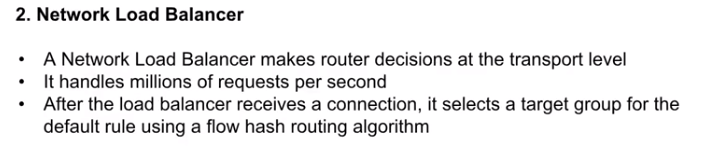 2. Network Load Balancer
• A Network Load Balancer makes router decisions at the transport level
• It handles millions of requests per second
• After the load balancer receives a connection, it selects a target group for the
default rule using a flow hash routing algorithm